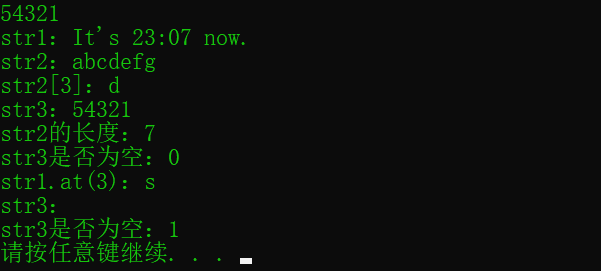 54321
str1：It's 23:07 now.
str2：abcdefg
str2[3]：d
str3：54321
str2的长度：7
str3是否为空：0
str1.at(3)：s
str3：
str3是否为空：1
请按任意键继续. . .